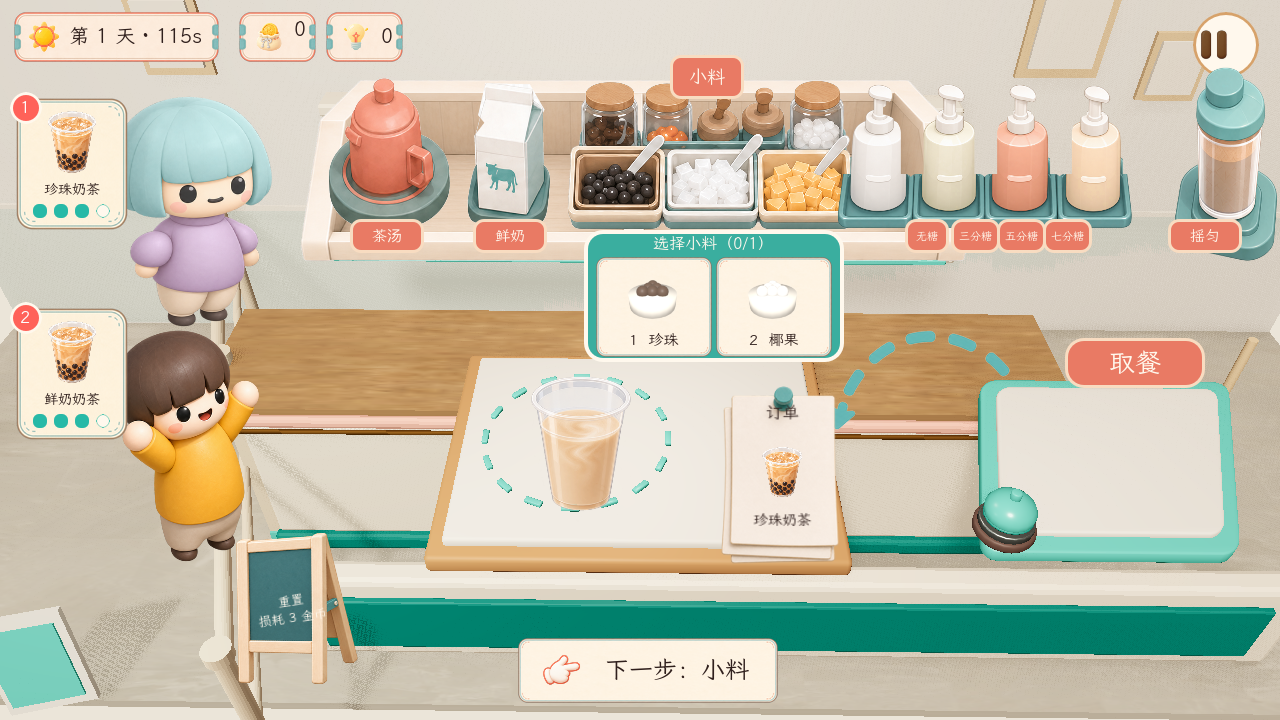 第 1 天・115s
0
0
小料
1
珍珠奶茶
2
鲜奶奶茶
茶汤
鲜奶
无糖
三分糖
五分糖
七分糖
摇匀
选择小料 (0/1)
1 珍珠
2 椰果
取餐
订单
珍珠奶茶
重置
损耗 3 金币
下一步：小料